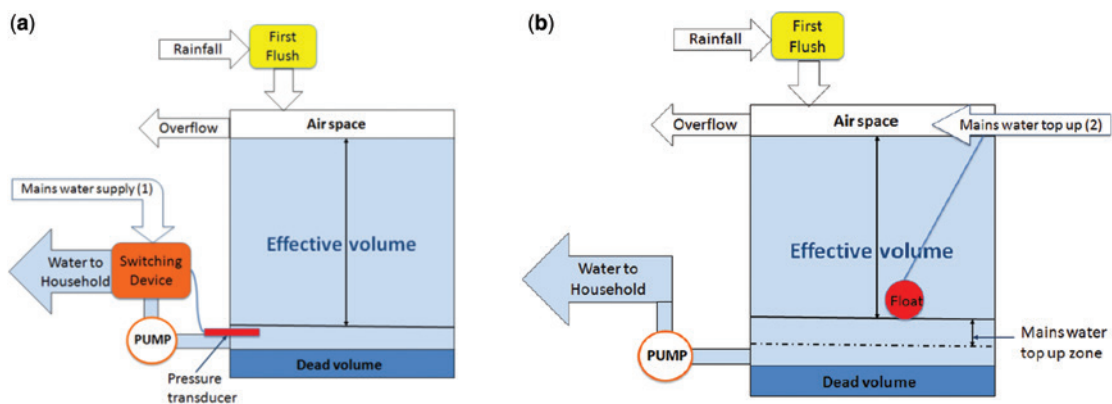 (a)
First
Flush
Rainfall
Air space
Overflow
Mains water supply (1)
Effective volume
Water to
Household
Switching
Device
PUMP
Dead volume
Pressure
transducer
(b)
First
Flush
Rainfall
Air space
Mains water top up (2)
Overflow
Effective volume
Water to
Household
Float
PUMP
Mains water
top up zone
Dead volume